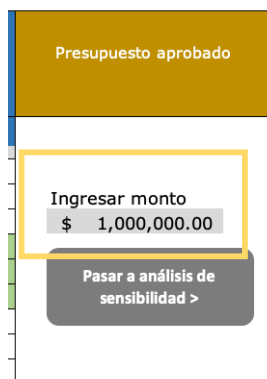 Presupuesto aprobado
Ingresar monto
$ 1,000,000.00
Pasar a análisis de
sensibilidad >